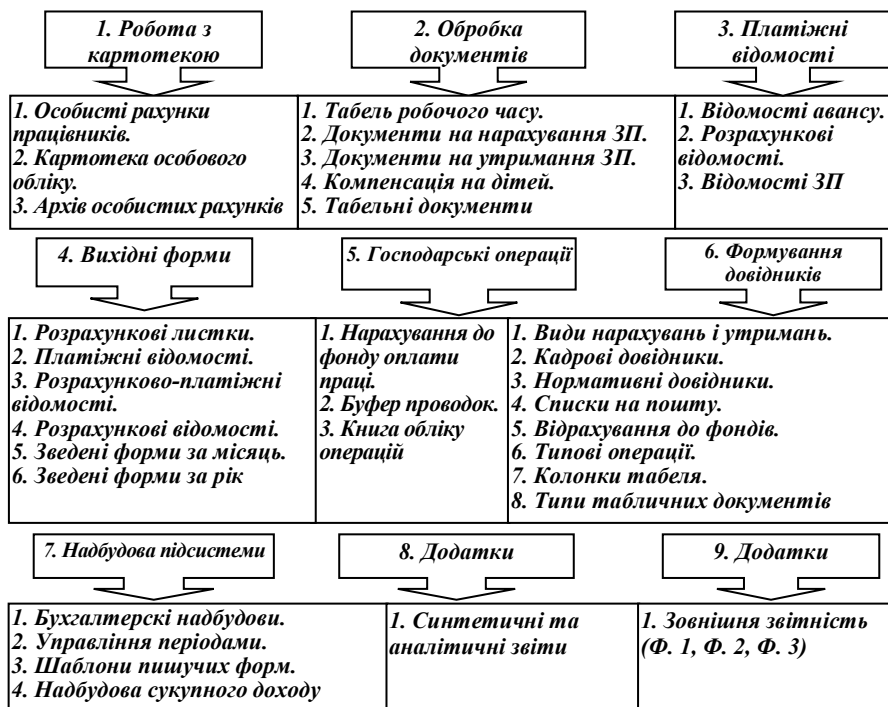 1. Робота з
картотекою
2. Обробка
документів
3. Платіжні
відомості
1. Особисті рахунки
працівників.
2. Картотека особового
обліку.
3. Архів особистих рахунків
1. Табель робочого часу.
2. Документи на нарахування ЗП.
3. Документи на утримання ЗП.
4. Компенсація на дітей.
5. Табельні документи
1. Відомості авансу.
2. Розрахункові
відомості.
3. Відомості ЗП
4. Вихідні форми
5. Господарські операції
6. Формування
довідників
1. Розрахункові листки.
2. Платіжні відомості.
3. Розрахунково-платіжні
відомості.
4. Розрахункові відомості.
5. Зведені форми за місяць.
6. Зведені форми за рік
1. Нарахування до
фонду оплати
праці.
2. Буфер проводок.
3. Книга обліку
операцій
1. Види нарахувань і утримань.
2. Кадрові довідники.
3. Нормативні довідники.
4. Списки на пошту.
5. Відрахування до фондів.
6. Типові операції.
7. Колонки табеля.
8. Типи табличних документів
7. Надбудова підсистеми
8. Додатки
9. Додатки
1. Бухгалтерскі надбудови.
2. Управління періодами.
3. Шаблони пишучих форм.
4. Надбудова сукупного доходу
1. Синтетичні та
аналітичні звіти
1. Зовнішня звітність
(Ф. 1, Ф. 2, Ф. 3)